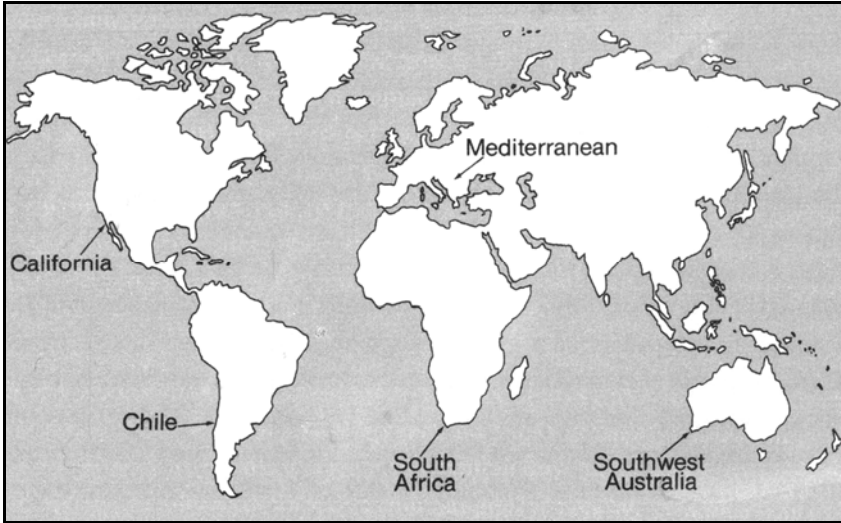 Mediterranean
California
Chile
South
Africa
Southwest
Australia